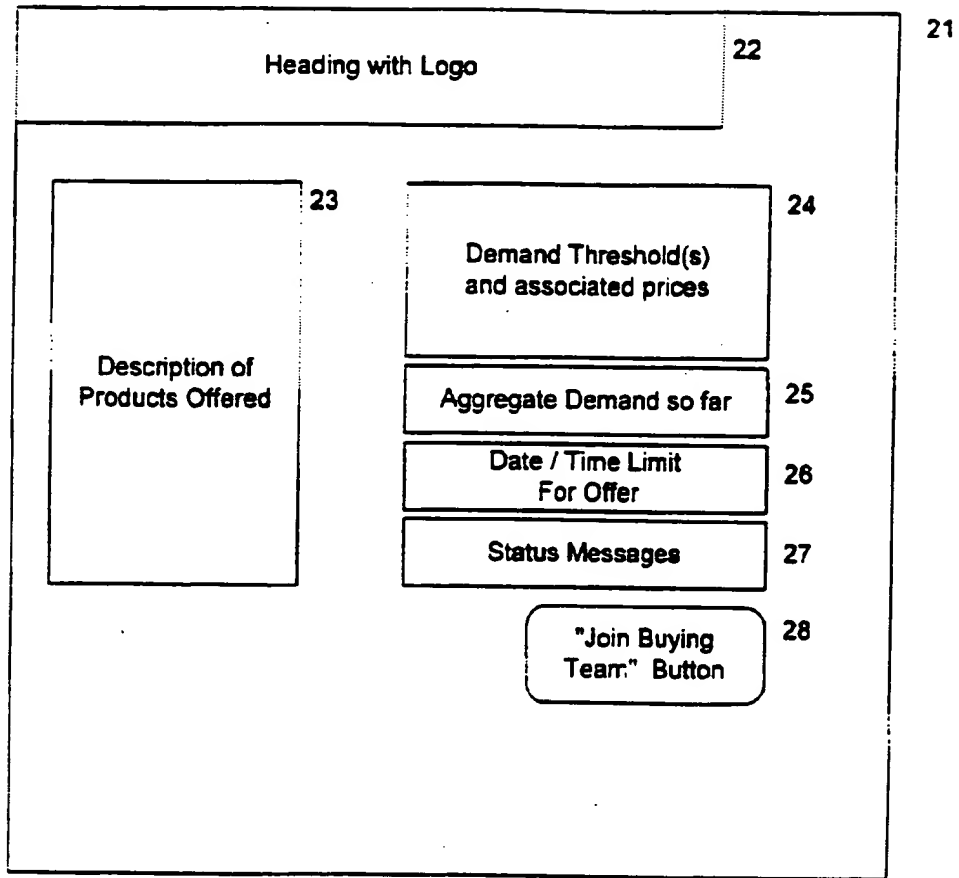 21
22
Heading with Logo
23
24
Demand Threshold(s)
and associated prices
Description of
Products Offered
Aggregate Demand so far
25
Date / Time Limit
For Offer
26
Status Messages
27
28
"Join Buying
Team" Button